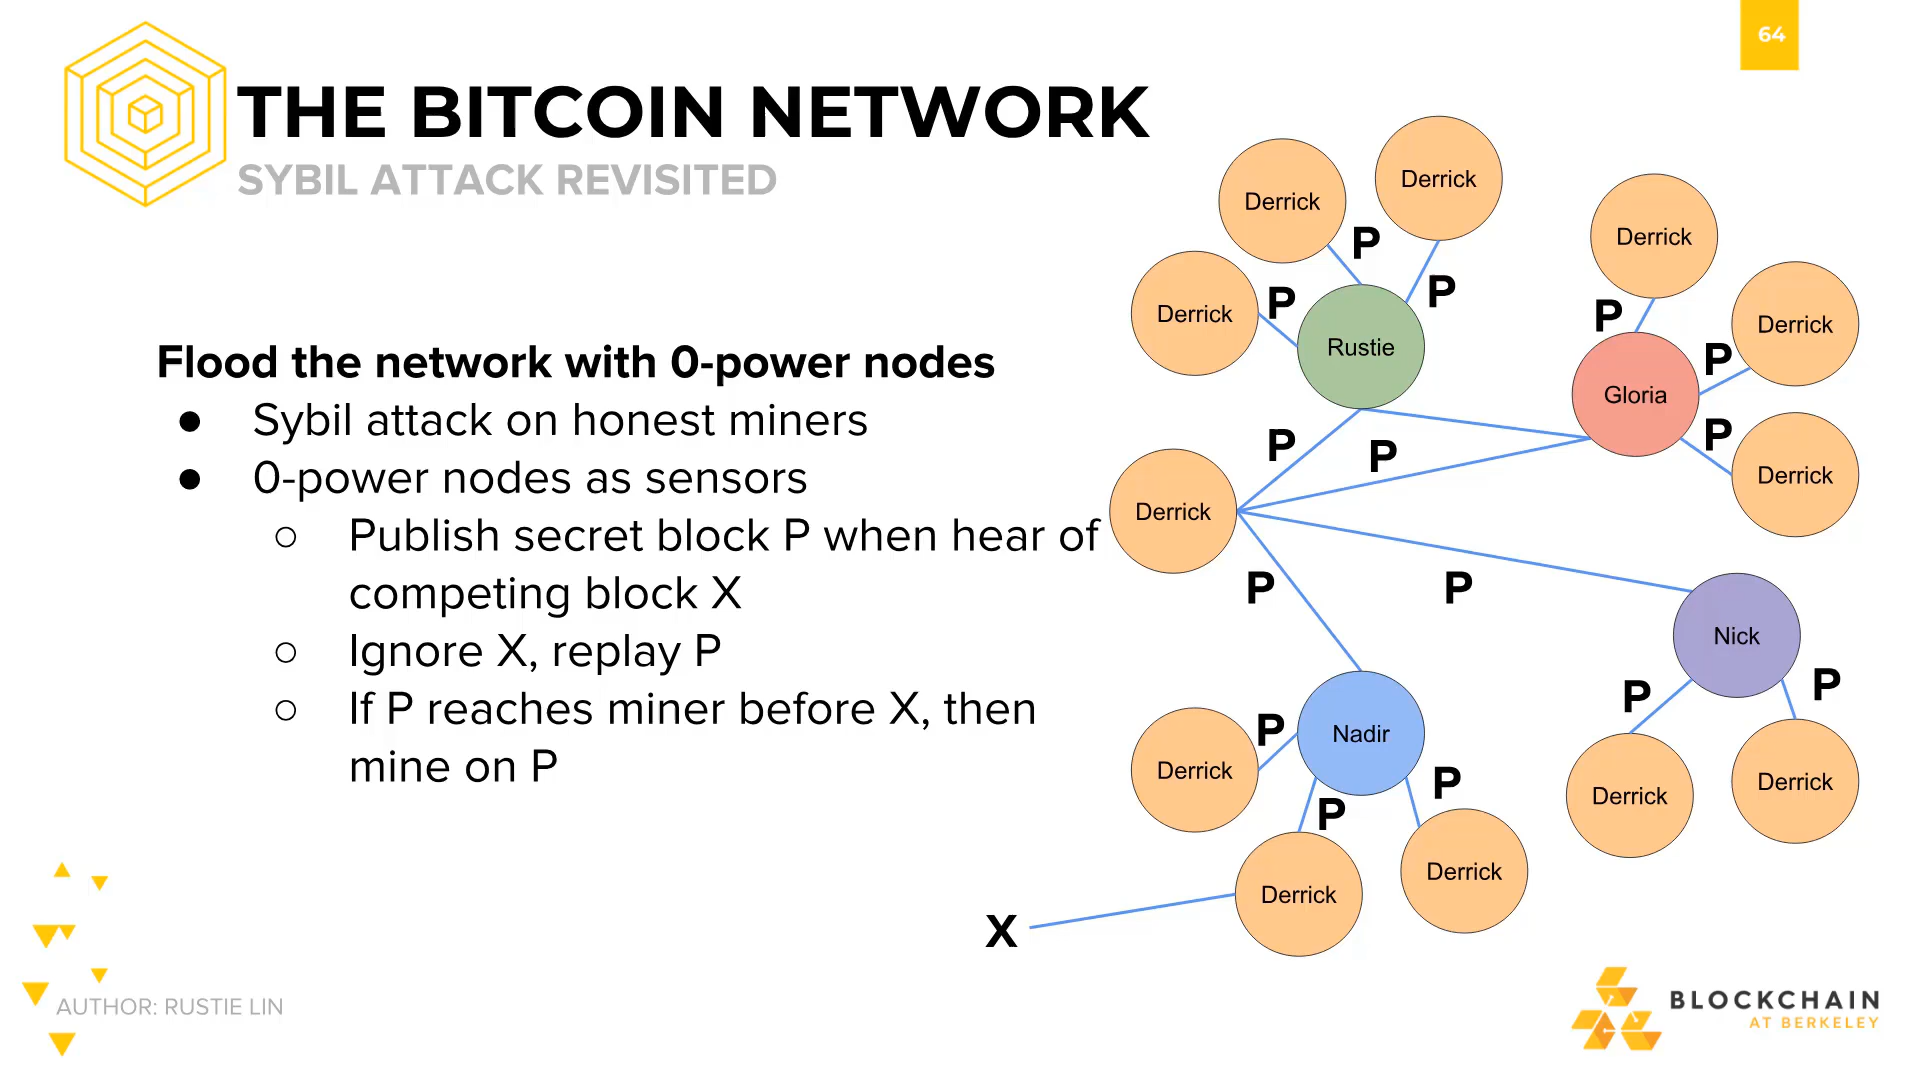 64
THE BITCOIN NETWORK
SYBIL ATTACK REVISITED
Flood the network with 0-power nodes
● Sybil attack on honest miners
● 0-power nodes as sensors
○ Publish secret block P when hear of
competing block X
○ Ignore X, replay P
○ If P reaches miner before X, then
mine on P
Derrick
Derrick
Derrick
P
P
P
Rustie
Derrick
Derrick
Derrick
P
P
P
Gloria
P
P
Derrick
P
P
Nick
P
P
Derrick
Derrick
Nadir
P
P
P
Derrick
Derrick
Derrick
X
AUTHOR: RUSTIE LIN
BLOCKCHAIN
AT BERKELEY